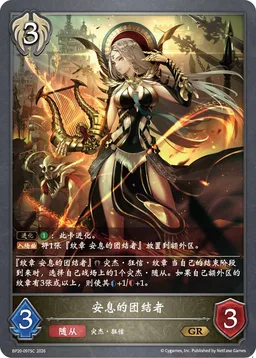 3
进化 1：此卡进化。
入场曲 将1张『纹章 安息的团结者』放置到额外区。
『纹章 安息的团结者』◎灾杰・狂信・纹章 当自己的结束阶段
到来时，选择自己战场上的1个灾杰・随从。如果自己额外区的
纹章有3张或以上，则使其+1/+1。
安息的团结者
3
随从 灾杰・狂信
GR
3
© Cygames, Inc. Published by NetEase Games